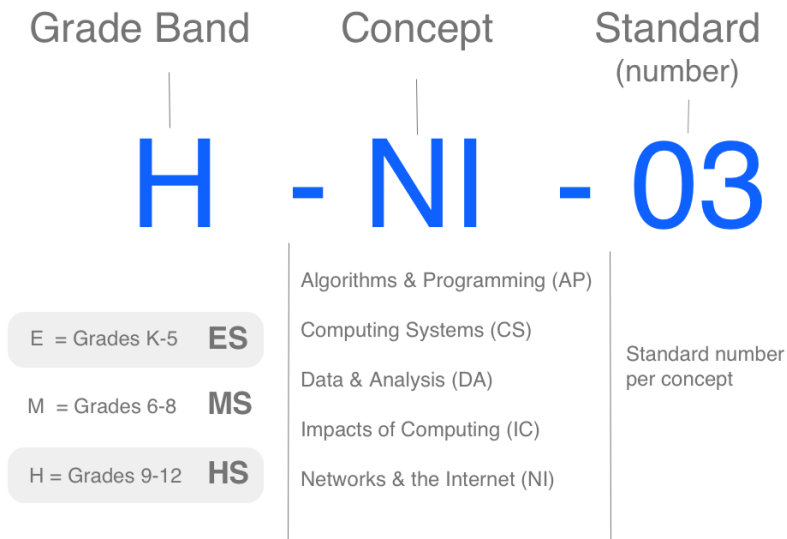 Grade Band
Concept
Standard
(number)
H - NI - 03
E = Grades K-5 ES
M = Grades 6-8 MS
H = Grades 9-12 HS
Algorithms & Programming (AP)
Computing Systems (CS)
Data & Analysis (DA)
Impacts of Computing (IC)
Networks & the Internet (NI)
Standard number
per concept